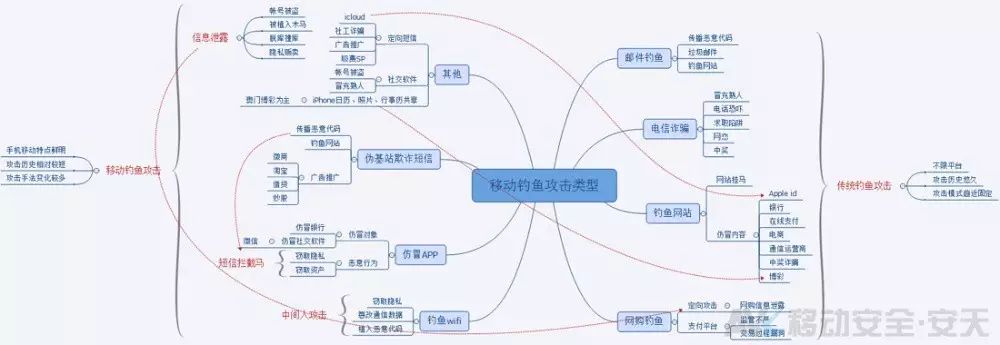 移动钓鱼攻击类型
信息泄露
帐号被盗
被植入木马
脱库撞库
隐私贩卖
其他
定向短信
icloud
社工诈骗
广告推广
吸费SP
社交软件
帐号被盗
冒充熟人
iPhone日历、照片、行事历共享
澳门博彩为主
伪基站欺诈短信
传播恶意代码
钓鱼网站
广告推广
微商
淘宝
借贷
炒股
仿冒APP
仿冒对象
仿冒银行
仿冒社交软件
微信
恶意行为
窃取隐私
窃取资产
短信拦截马
钓鱼wifi
窃取隐私
篡改通信数据
植入恶意代码
中间人攻击
移动钓鱼攻击
手机移动特点鲜明
攻击历史相对较短
攻击手法变化较多
邮件钓鱼
传播恶意代码
垃圾邮件
钓鱼网站
电信诈骗
冒充熟人
电话恐吓
求职陷阱
网恋
中奖
钓鱼网站
网站挂马
仿冒内容
Apple id
银行
在线支付
电商
通信运营商
中奖诈骗
博彩
网购钓鱼
定向攻击
网购信息泄露
支付平台
监管不严
交易过程漏洞
传统钓鱼攻击
不限平台
攻击历史悠久
攻击模式趋近固定
移动安全·安天